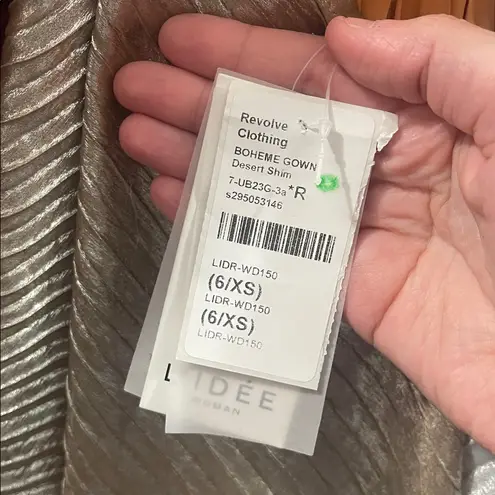 Revolve
Clothing
BOHEME GOWN
Desert Shim
7-UB23G-3a*R
s295053146
LIDR-WD150
(6/XS)
LIDR-WD150
(6/XS)
LIDR-WD150
L IDÉE
WOMAN